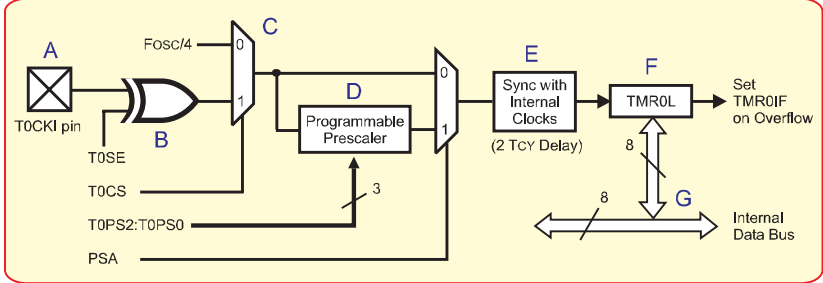 A
T0CKI pin
B
T0SE
T0CS
T0PS2:T0PS0
PSA
FOSC/4
C
0
1
D
Programmable
Prescaler
3
0
1
E
Sync with
Internal
Clocks
(2 TCY Delay)
F
TMR0L
Set
TMR0IF
on Overflow
8
G
8
Internal
Data Bus